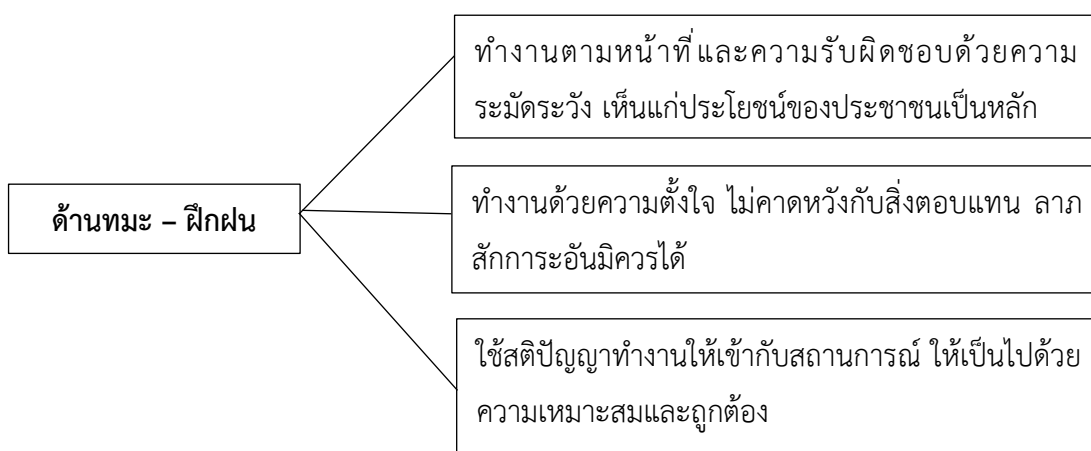 ด้านทมะ – ฝึกฝน
ทำงานตามหน้าที่และความรับผิดชอบด้วยความ
ระมัดระวัง เห็นแก่ประโยชน์ของประชาชนเป็นหลัก
ทำงานด้วยความตั้งใจ ไม่คาดหวังกับสิ่งตอบแทน ลาภ
สักการะอันมิควรได้
ใช้สติปัญญาทำงานให้เข้ากับสถานการณ์ ให้เป็นไปด้วย
ความเหมาะสมและถูกต้อง